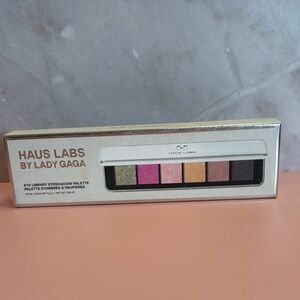 HAUS LABS
BY LADY GAGA
EYE LIBRARY EYESHADOW PALETTE
PALETTE D'OMBRES À PAUPIÈRES
HAUS LABS